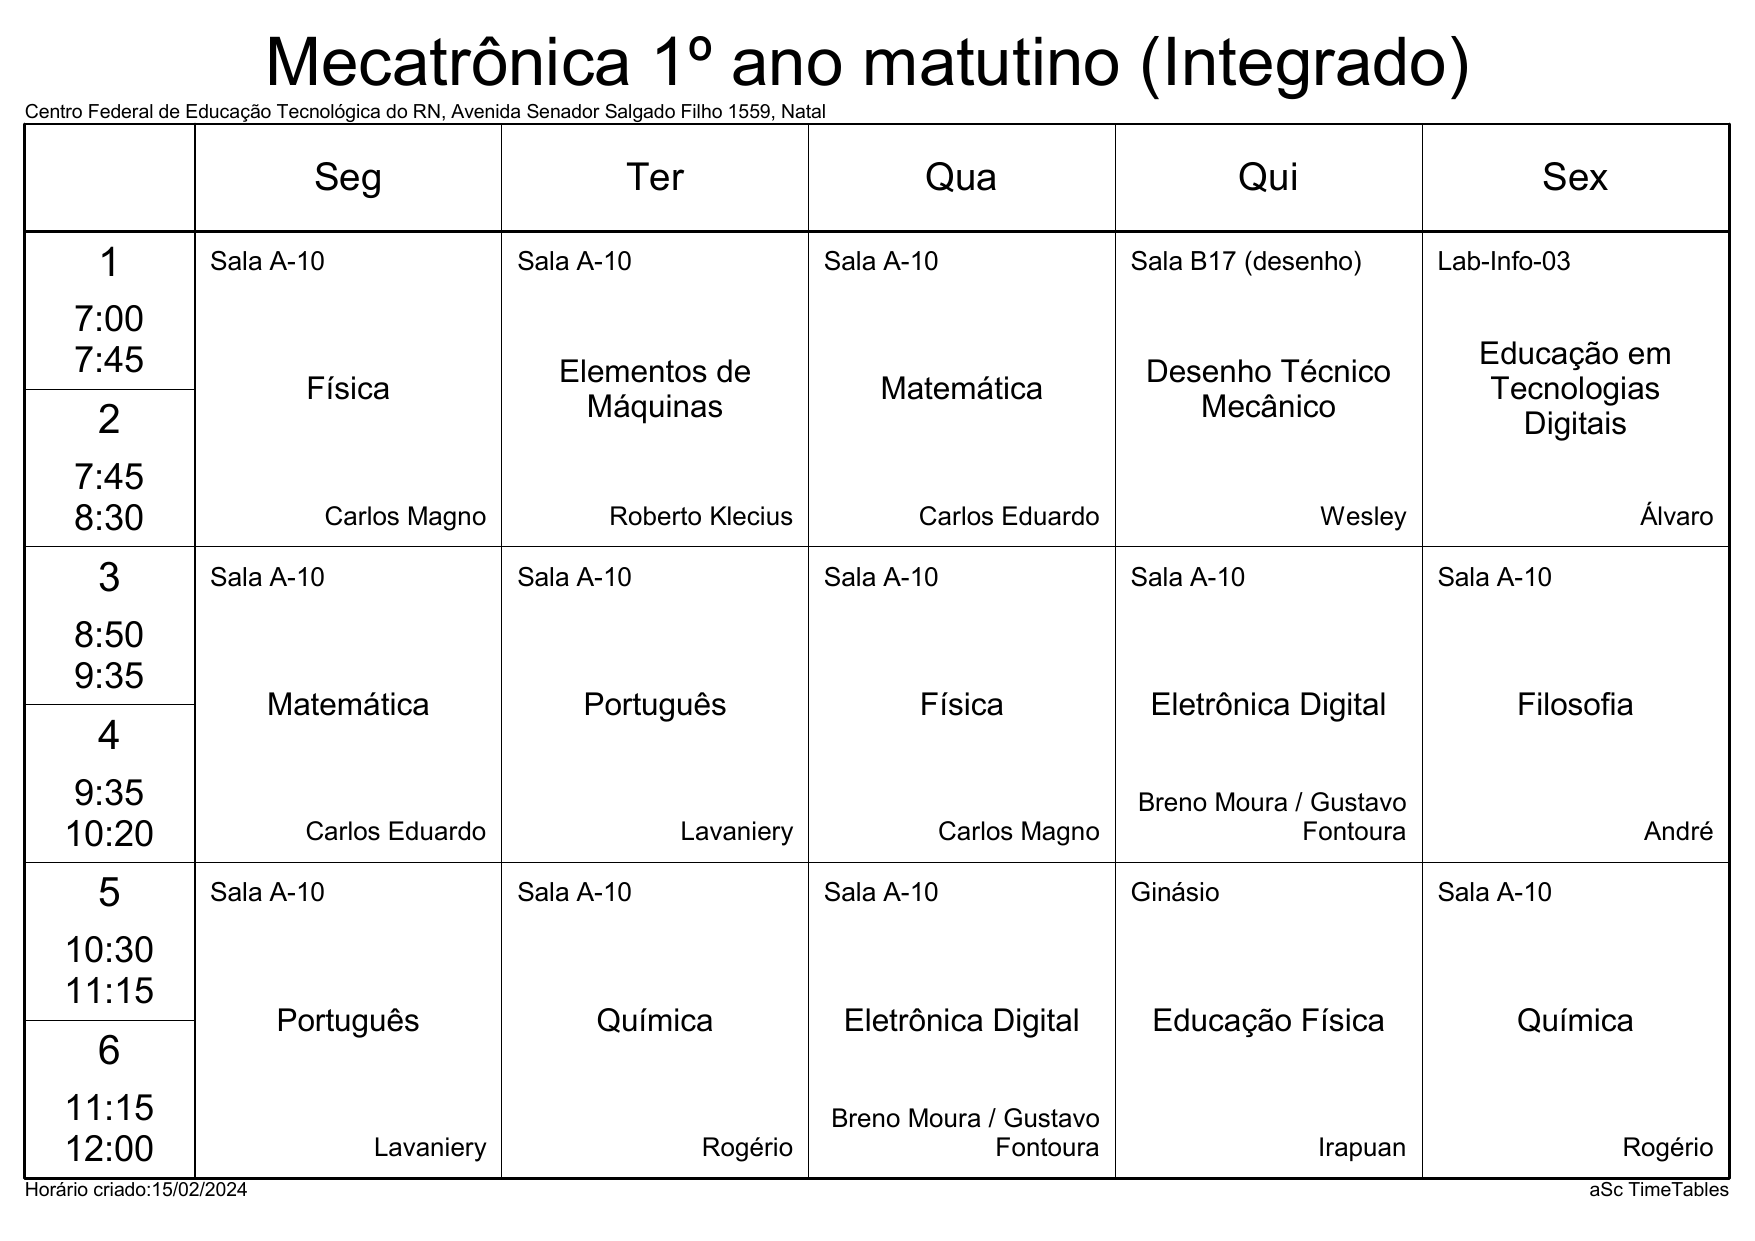 Mecatrônica 1º ano matutino (Integrado)
Centro Federal de Educação Tecnológica do RN, Avenida Senador Salgado Filho 1559, Natal
Seg
Ter
Qua
Qui
Sex
1
7:00
7:45
2
7:45
8:30
Sala A-10
Física
Carlos Magno
Sala A-10
Elementos de
Máquinas
Roberto Klecius
Sala A-10
Matemática
Carlos Eduardo
Sala B17 (desenho)
Desenho Técnico
Mecânico
Wesley
Lab-Info-03
Educação em
Tecnologias
Digitais
Álvaro
3
8:50
9:35
4
9:35
10:20
Sala A-10
Matemática
Carlos Eduardo
Sala A-10
Português
Lavaniery
Sala A-10
Física
Carlos Magno
Sala A-10
Eletrônica Digital
Breno Moura / Gustavo
Fontoura
Sala A-10
Filosofia
André
5
10:30
11:15
6
11:15
12:00
Sala A-10
Português
Lavaniery
Sala A-10
Química
Rogério
Sala A-10
Eletrônica Digital
Breno Moura / Gustavo
Fontoura
Ginásio
Educação Física
Irapuan
Sala A-10
Química
Rogério
Horário criado:15/02/2024
aSc TimeTables